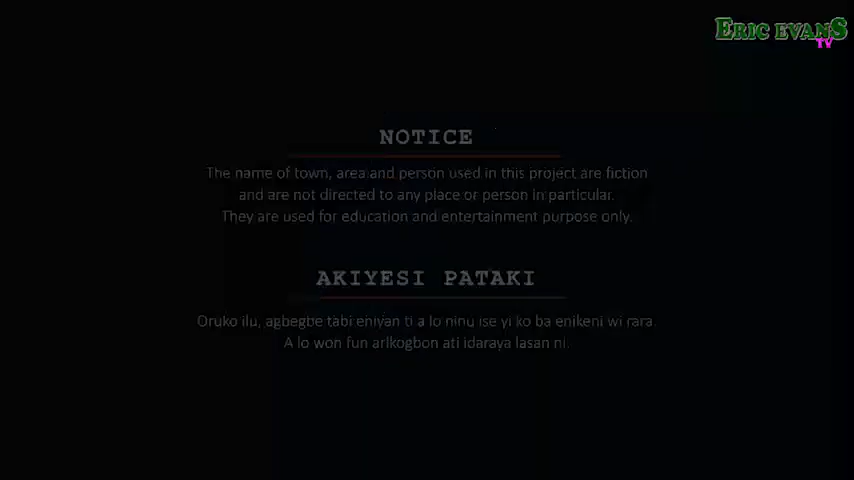 ERIC EVANS
TV
NOTICE
The name of town, area and person used in this project are fiction
and are not directed to any place or person in particular.
They are used for education and entertainment purpose only.
AKIYESI PATAKI
Oruko ilu, agbegbe tabi eniyan ti a lo ninu ise yi ko ba enikeni wi rara.
A lo won fun arikogbon ati idaraya lasan ni.